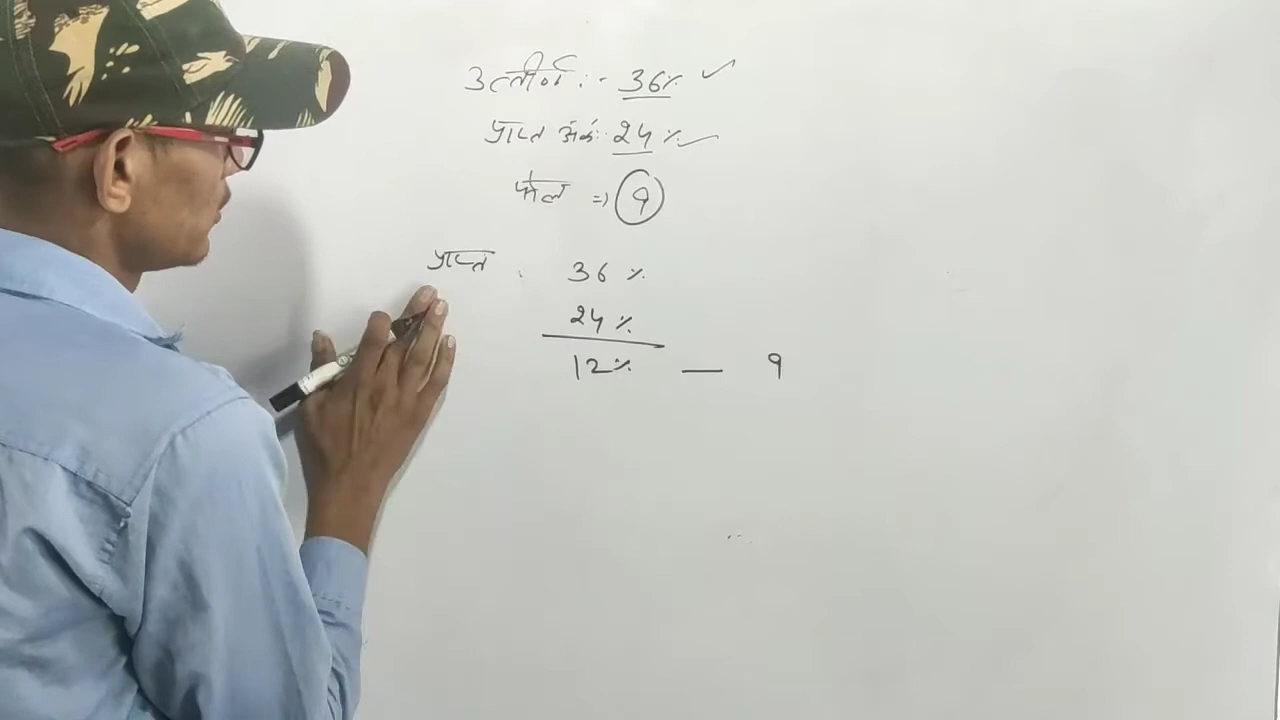 उत्तीर्ण :- 36% ✓
प्राप्त अंक:- 24% ✓
फेल => 9
प्राप्त : 36 %
24 %
12% — 9